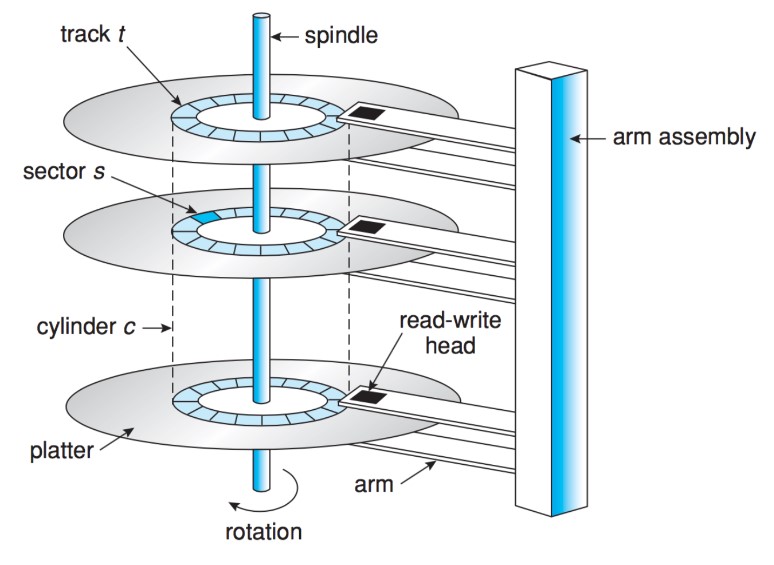 track t
spindle
arm assembly
sector s
cylinder c
read-write
head
platter
arm
rotation